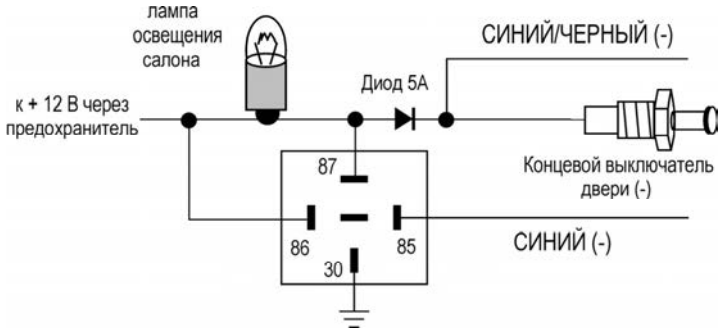 лампа
освещения
салона
СИНИЙ/ЧЕРНЫЙ (-)
Диод 5А
к + 12 В через
предохранитель
Концевой выключатель
двери (-)
87
86
85
30
СИНИЙ (-)